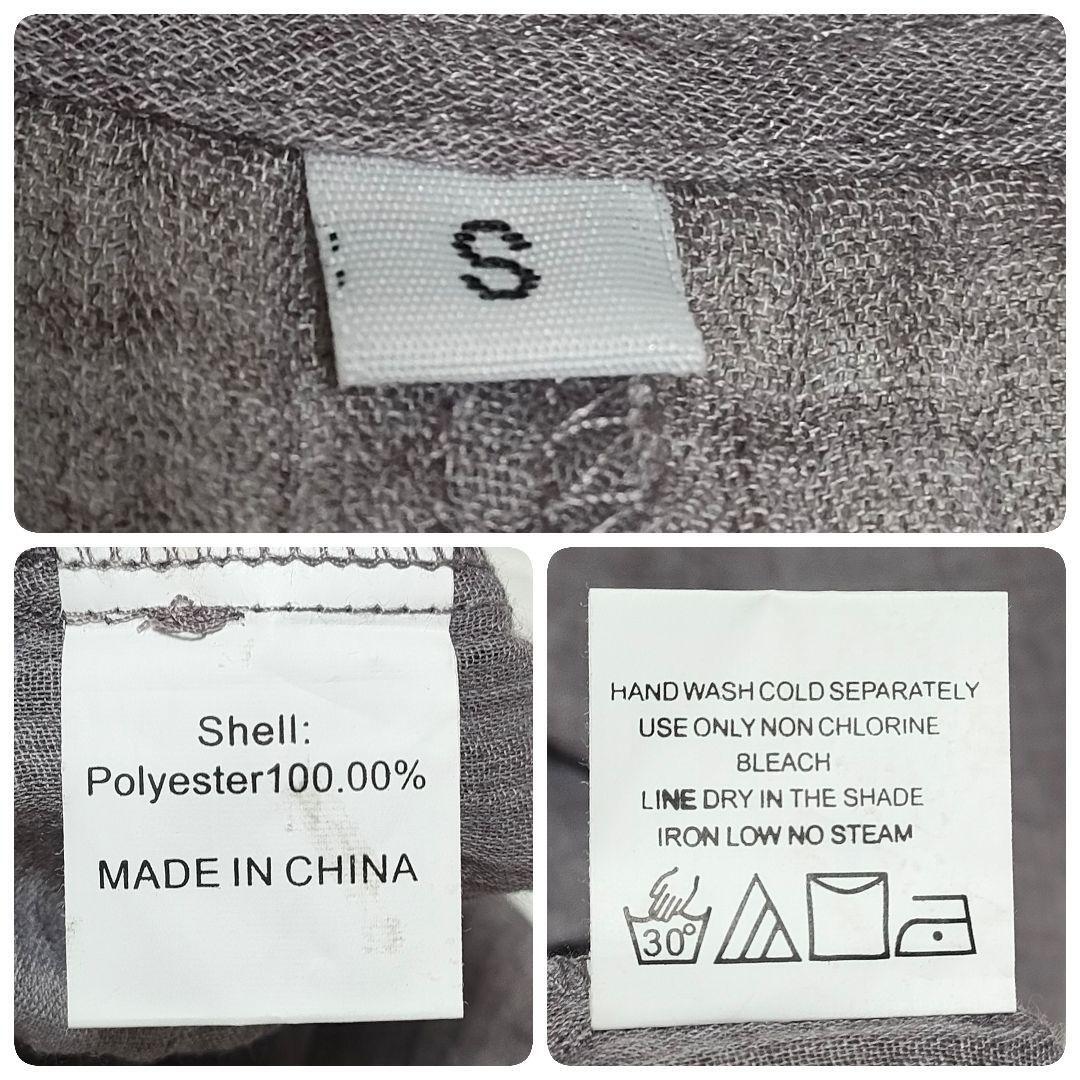 S
Shell:
Polyester100.00%
MADE IN CHINA
HAND WASH COLD SEPARATELY
USE ONLY NON CHLORINE
BLEACH
LINE DRY IN THE SHADE
IRON LOW NO STEAM
30°